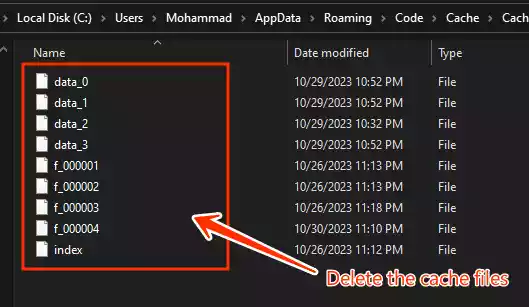 Local Disk (C:) > Users > Mohammad > AppData > Roaming > Code > Cache > Cach
Name Date modified Type
data_0 10/29/2023 10:52 PM File
data_1 10/29/2023 10:52 PM File
data_2 10/29/2023 10:32 PM File
data_3 10/29/2023 10:52 PM File
f_000001 10/26/2023 11:13 PM File
f_000002 10/26/2023 11:13 PM File
f_000003 10/26/2023 11:18 PM File
f_000004 10/30/2023 11:10 PM File
index 10/26/2023 11:12 PM File
Delete the cache files